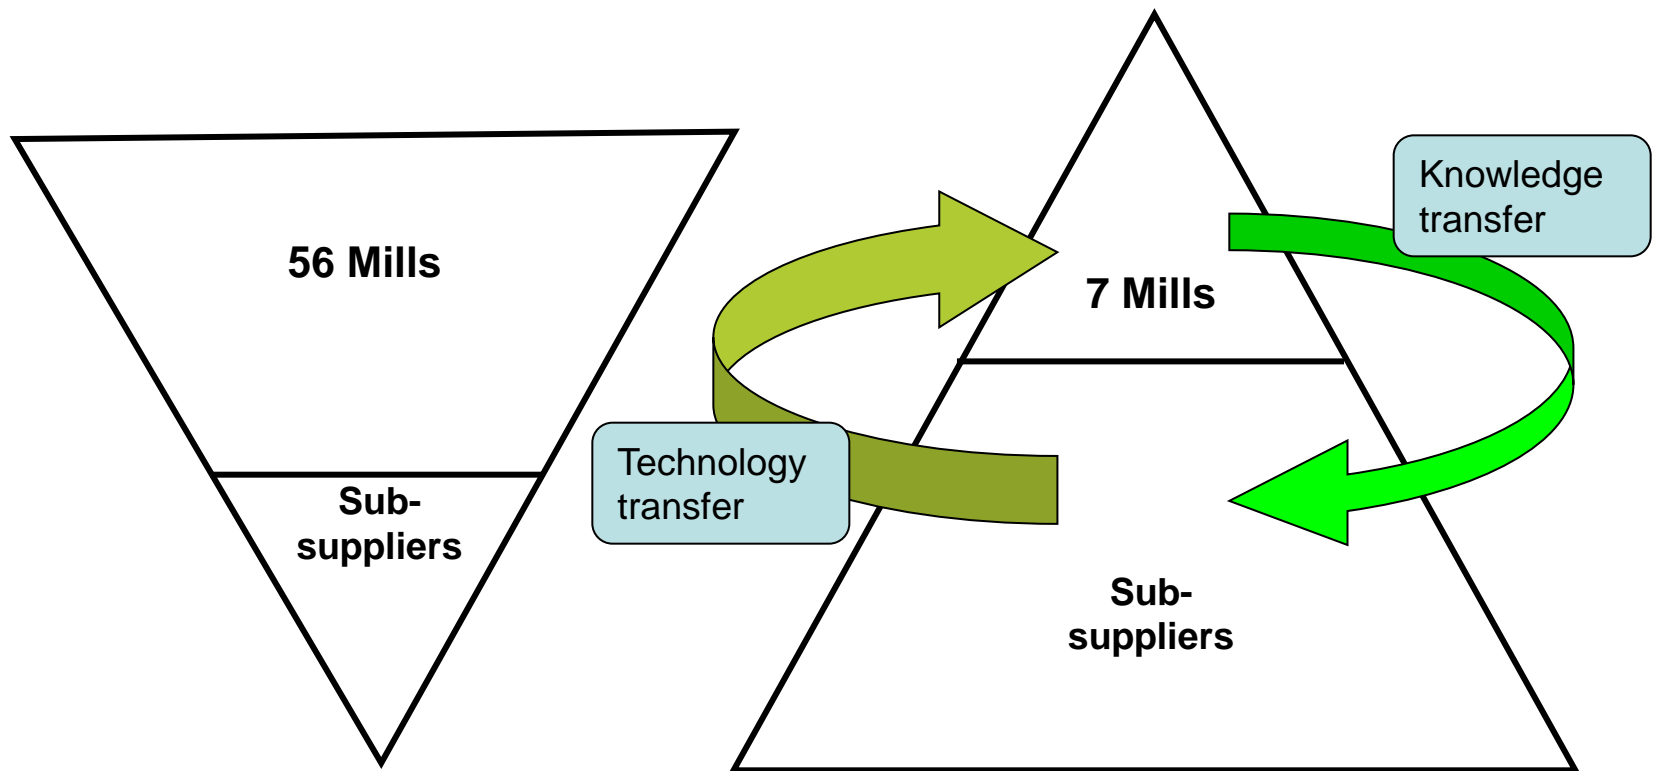 56 Mills
Sub-
suppliers
Technology
transfer
7 Mills
Knowledge
transfer
Sub-
suppliers